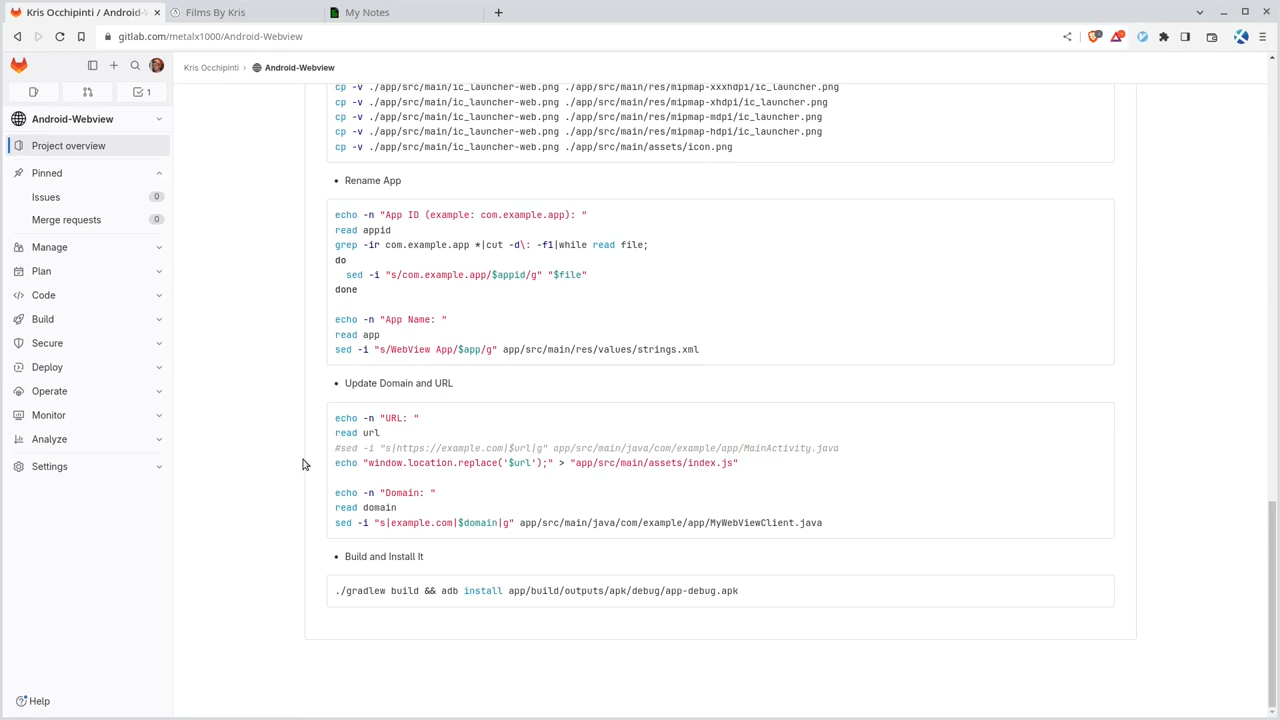 Kris Occhipinti / Android-W
Films By Kris
My Notes
gitlab.com/metalx1000/Android-Webview
1
Kris Occhipinti
Android-Webview
Android-Webview
Project overview
Pinned
Issues 0
Merge requests 0
Manage
Plan
Code
Build
Secure
Deploy
Operate
Monitor
Analyze
Settings
Help
cp -v ./app/src/main/ic_launcher-web.png ./app/src/main/res/mipmap-xxxhdpi/ic_launcher.png
cp -v ./app/src/main/ic_launcher-web.png ./app/src/main/res/mipmap-xhdpi/ic_launcher.png
cp -v ./app/src/main/ic_launcher-web.png ./app/src/main/res/mipmap-mdpi/ic_launcher.png
cp -v ./app/src/main/ic_launcher-web.png ./app/src/main/res/mipmap-hdpi/ic_launcher.png
cp -v ./app/src/main/ic_launcher-web.png ./app/src/main/assets/icon.png
• Rename App
echo -n "App ID (example: com.example.app): "
read appid
grep -ir com.example.app *|cut -d\: -f1|while read file;
do
  sed -i "s/com.example.app/$appid/g" "$file"
done
echo -n "App Name: "
read app
sed -i "s/WebView App/$app/g" app/src/main/res/values/strings.xml
• Update Domain and URL
echo -n "URL: "
read url
#sed -i "s|https://example.com|$url|g" app/src/main/java/com/example/app/MainActivity.java
echo "window.location.replace('$url');" > "app/src/main/assets/index.js"
echo -n "Domain: "
read domain
sed -i "s|example.com|$domain|g" app/src/main/java/com/example/app/MyWebViewClient.java
• Build and Install It
./gradlew build && adb install app/build/outputs/apk/debug/app-debug.apk